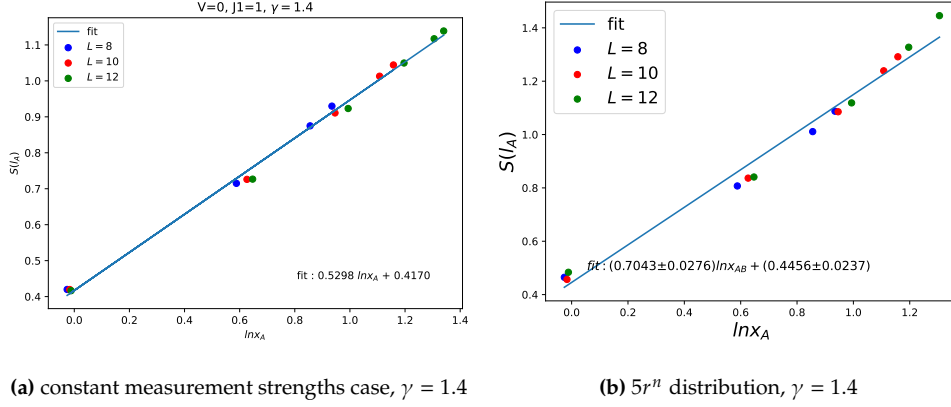 V=0, J1=1, γ = 1.4
fit
L = 8
L = 10
L = 12
S(l_A)
1.1
1.0
0.9
0.8
0.7
0.6
0.5
0.4
fit : 0.5298 lnx_A + 0.4170
0.0 0.2 0.4 0.6 0.8 1.0 1.2 1.4
lnx_A
(a) constant measurement strengths case, γ = 1.4
fit
L = 8
L = 10
L = 12
S(l_A)
1.4
1.2
1.0
0.8
0.6
0.4
fit : (0.7043±0.0276)lnx_AB + (0.4456±0.0237)
0.0 0.2 0.4 0.6 0.8 1.0 1.2
lnx_A
(b) 5r^n distribution, γ = 1.4